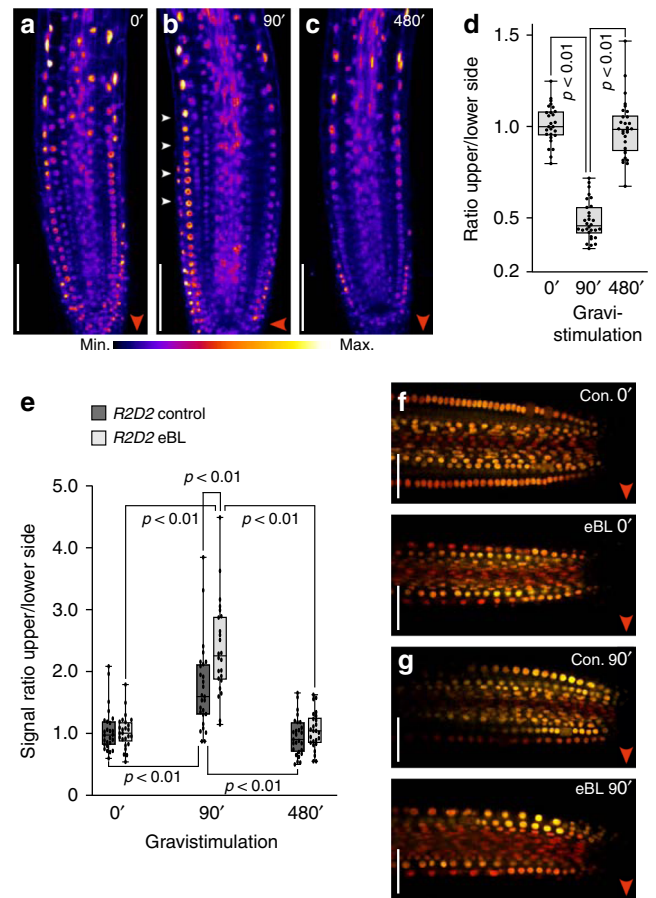 a 0′
b 90′
c 480′
Min. Max.
d
1.5
1.0
0.5
0.2
Ratio upper/lower side
p < 0.01
p < 0.01
0′ 90′ 480′
Gravi-
stimulation
e
R2D2 control
R2D2 eBL
5.0
4.0
3.0
2.0
1.0
0
Signal ratio upper/lower side
p < 0.01
p < 0.01 p < 0.01
p < 0.01
p < 0.01
0′ 90′ 480′
Gravistimulation
f Con. 0′
eBL 0′
g Con. 90′
eBL 90′